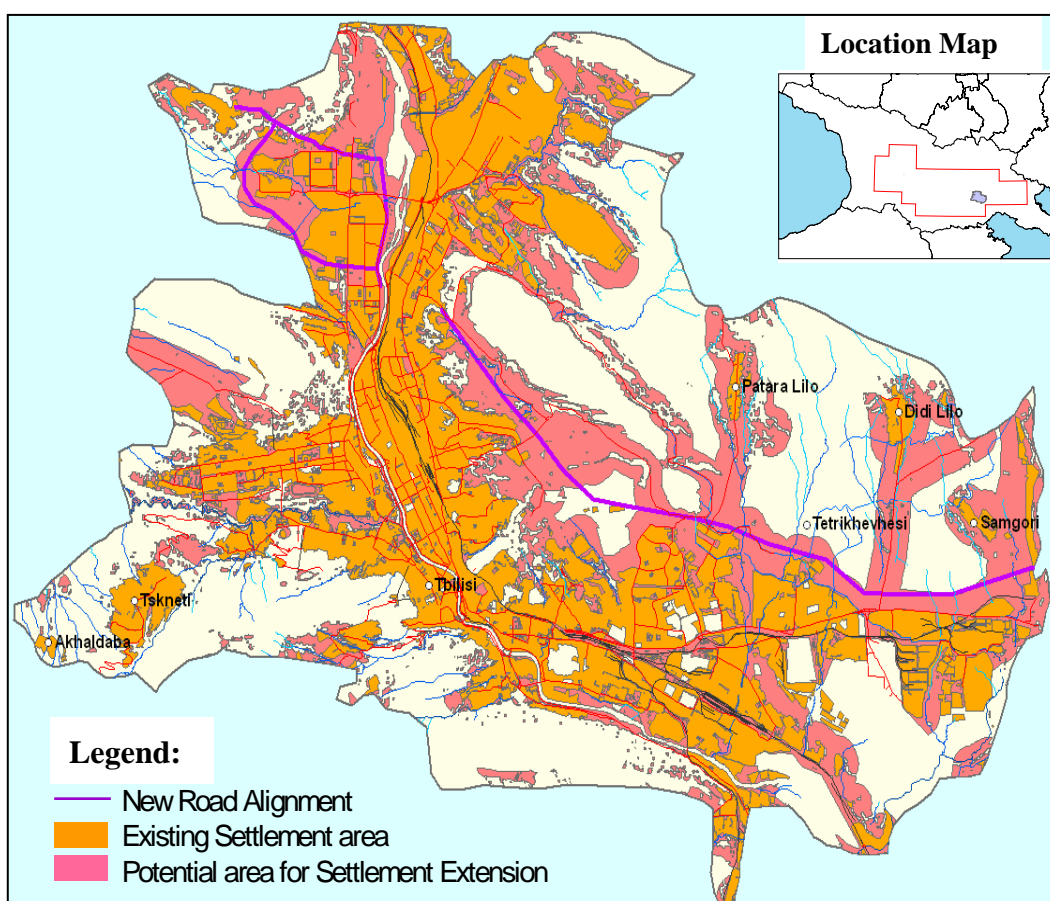 Location Map
Patara Lilo
Didi Lilo
Tetrikhevhesi
Samgori
Tbilisi
Tskneti
Akhaldaba
Legend:
New Road Alignment
Existing Settlement area
Potential area for Settlement Extension